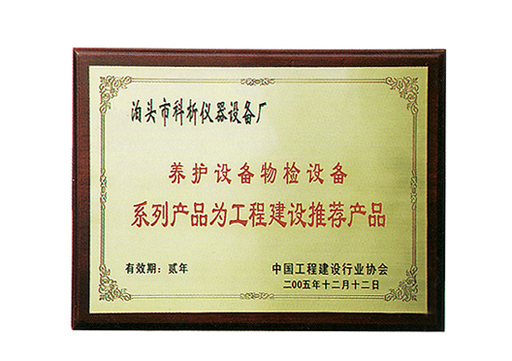 泊头市科析仪器设备厂
养护设备物检设备
系列产品为工程建设推荐产品
有效期：贰年
中国工程建设行业协会
二00五年十二月十二日